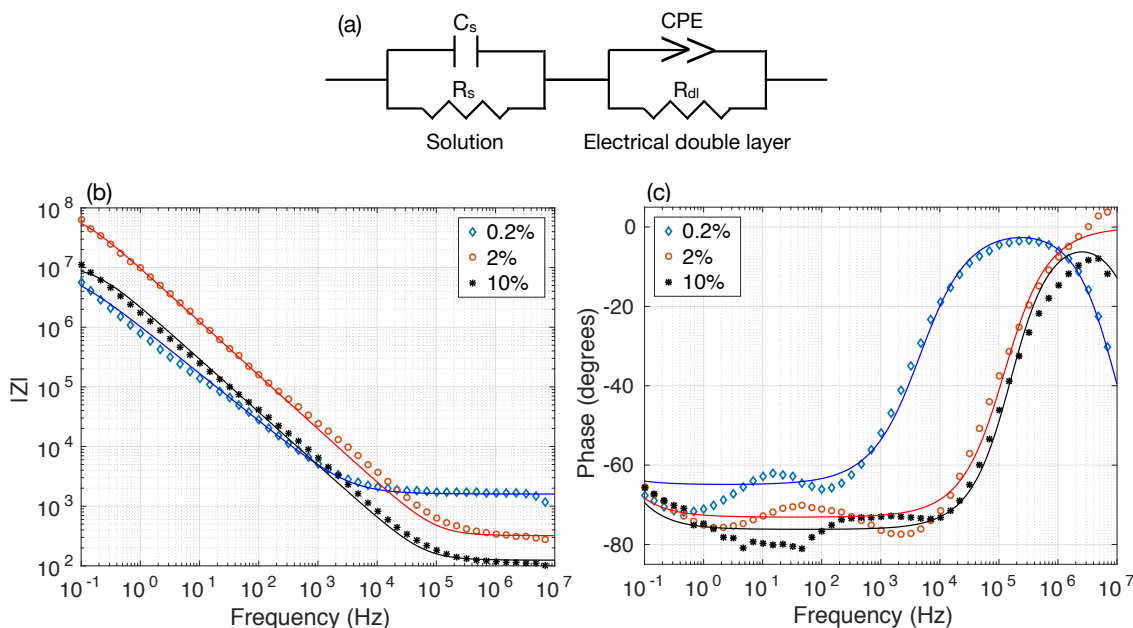 (a)
C_s
CPE
R_s
R_dl
Solution
Electrical double layer
(b)
|Z|
10^8
10^7
10^6
10^5
10^4
10^3
10^2
0.2%
2%
10%
10^-1 10^0 10^1 10^2 10^3 10^4 10^5 10^6 10^7
Frequency (Hz)
(c)
Phase (degrees)
0
-20
-40
-60
-80
0.2%
2%
10%
10^-1 10^0 10^1 10^2 10^3 10^4 10^5 10^6 10^7
Frequency (Hz)